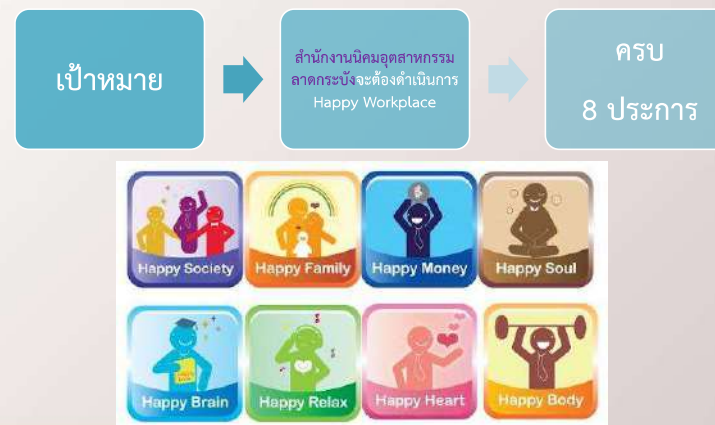 เป้าหมาย
สำนักงานนิคมอุตสาหกรรม
ลาดกระบังจะต้องดำเนินการ
Happy Workplace
ครบ
8 ประการ
Happy Society
Happy Family
Happy Money
Happy Soul
Happy Brain
Happy Relax
Happy Heart
Happy Body